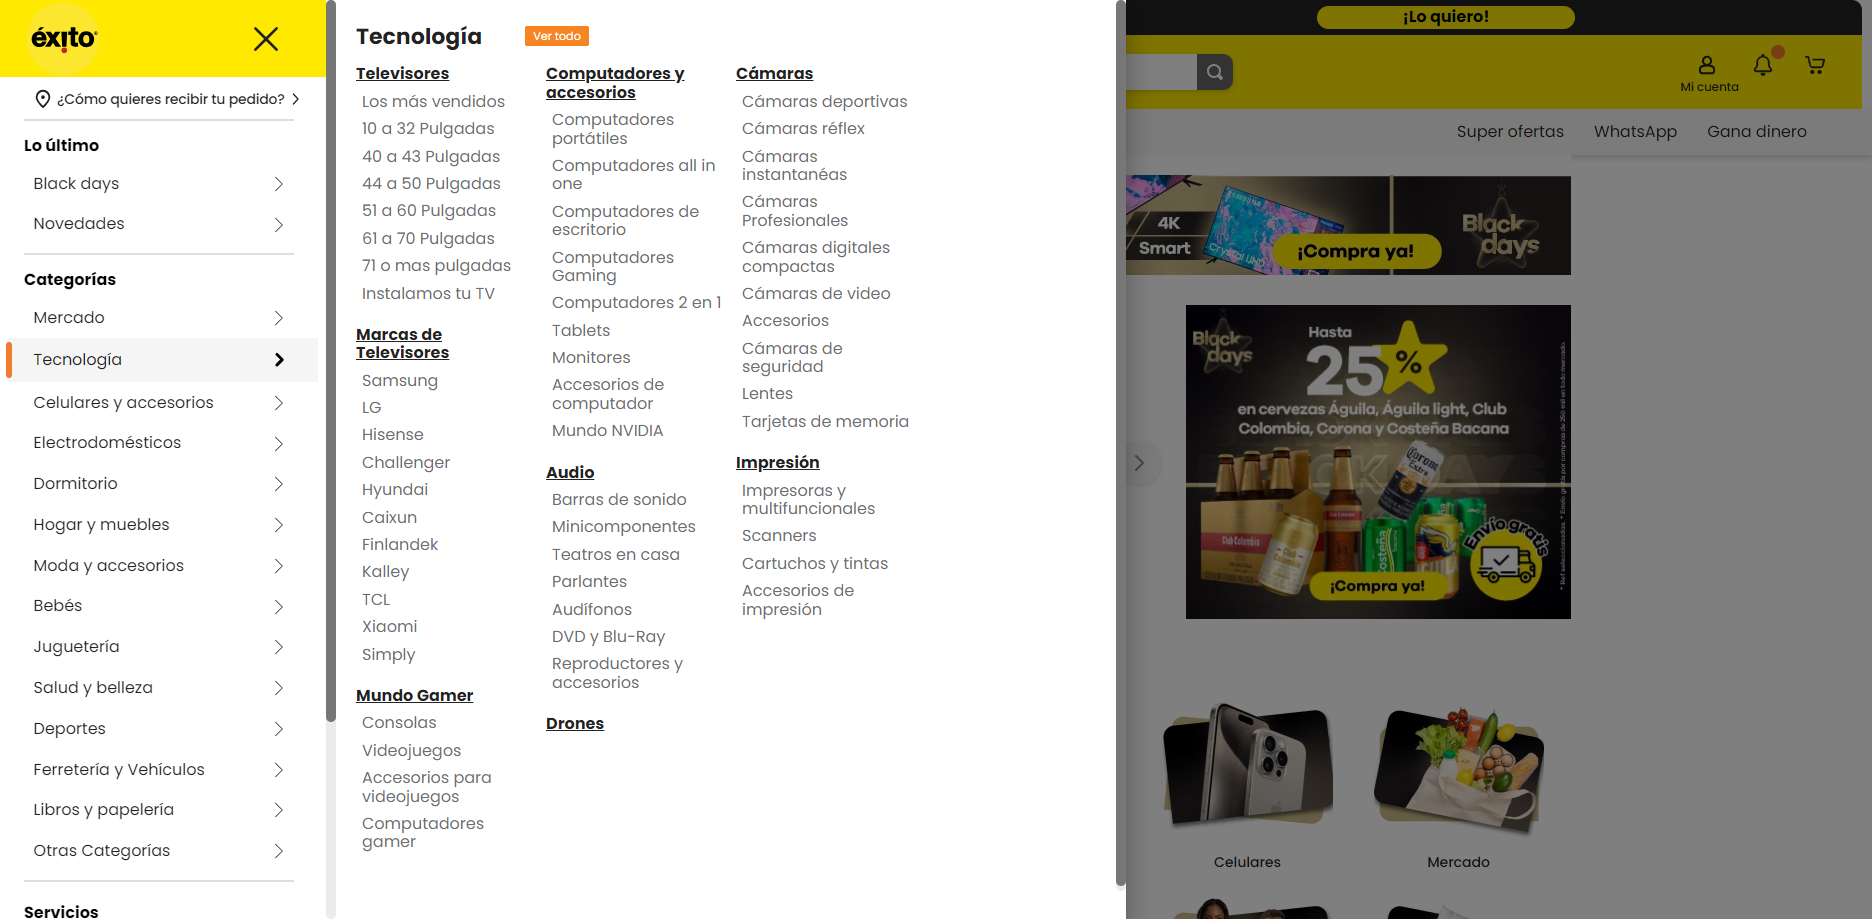 éxito
¿Cómo quieres recibir tu pedido?
Lo último
Black days
Novedades
Categorías
Mercado
Tecnología
Celulares y accesorios
Electrodomésticos
Dormitorio
Hogar y muebles
Moda y accesorios
Bebés
Juguetería
Salud y belleza
Deportes
Ferretería y Vehículos
Libros y papelería
Otras Categorías
Servicios
Tecnología
Ver todo
Televisores
Los más vendidos
10 a 32 Pulgadas
40 a 43 Pulgadas
44 a 50 Pulgadas
51 a 60 Pulgadas
61 a 70 Pulgadas
71 o mas pulgadas
Instalamos tu TV
Marcas de
Televisores
Samsung
LG
Hisense
Challenger
Hyundai
Caixun
Finlandek
Kalley
TCL
Xiaomi
Simply
Mundo Gamer
Consolas
Videojuegos
Accesorios para
videojuegos
Computadores
gamer
Computadores y
accesorios
Computadores
portátiles
Computadores all in
one
Computadores de
escritorio
Computadores
Gaming
Computadores 2 en 1
Tablets
Monitores
Accesorios de
computador
Mundo NVIDIA
Audio
Barras de sonido
Minicomponentes
Teatros en casa
Parlantes
Audífonos
DVD y Blu-Ray
Reproductores y
accesorios
Drones
Cámaras
Cámaras deportivas
Cámaras réflex
Cámaras
instantanéas
Cámaras
Profesionales
Cámaras digitales
compactas
Cámaras de video
Accesorios
Cámaras de
seguridad
Lentes
Tarjetas de memoria
Impresión
Impresoras y
multifuncionales
Scanners
Cartuchos y tintas
Accesorios de
impresión
¡Lo quiero!
Mi cuenta
Super ofertas
WhatsApp
Gana dinero
4K
Smart
SAMSUNG
Crystal UHD
¡Compra ya!
Black
days
Black
days
Hasta
25%
en cervezas Águila, Águila light, Club
Colombia, Corona y Costeña Bacana
Corona
Extra
Club Colombia
Costeña
Envío gratis
¡Compra ya!
Celulares
Mercado